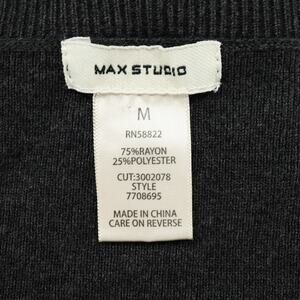 MAX STUDIO
M
RN58822
75%RAYON
25%POLYESTER
CUT:3002078
STYLE
7708695
MADE IN CHINA
CARE ON REVERSE